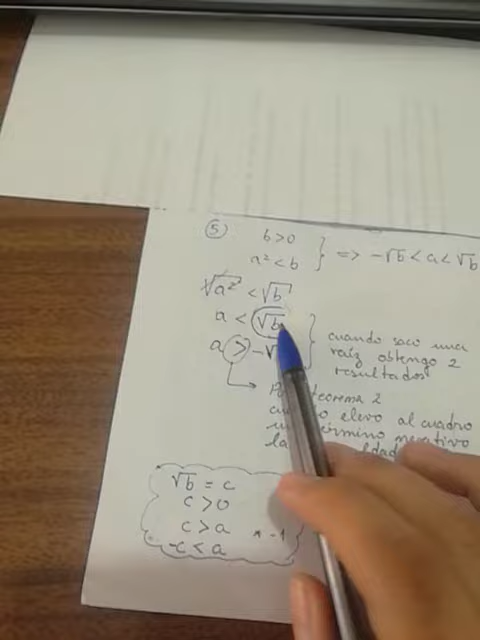 5
b>0
a² < b
} => -√b < a < √b
√a² < √b
a < √b
a > -√
cuando saco una
raíz obtengo 2
resultados
teorema 2
elevo al cuadro
término negativo
la
√b = c
c>0
c > a * -1
-c < a